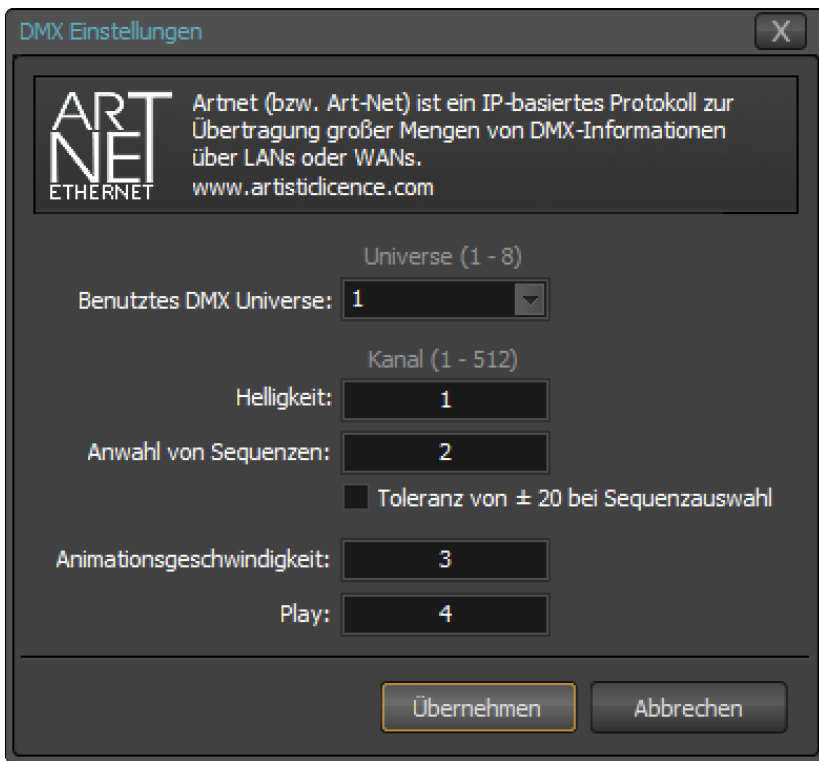 DMX Einstellungen
X
ART
NET
ETHERNET
Artnet (bzw. Art-Net) ist ein IP-basiertes Protokoll zur
Übertragung großer Mengen von DMX-Informationen
über LANs oder WANs.
www.artisticlicence.com
Universe (1 - 8)
Benutztes DMX Universe: 1
Kanal (1 - 512)
Helligkeit: 1
Anwahl von Sequenzen: 2
Toleranz von ± 20 bei Sequenzauswahl
Animationsgeschwindigkeit: 3
Play: 4
Übernehmen Abbrechen